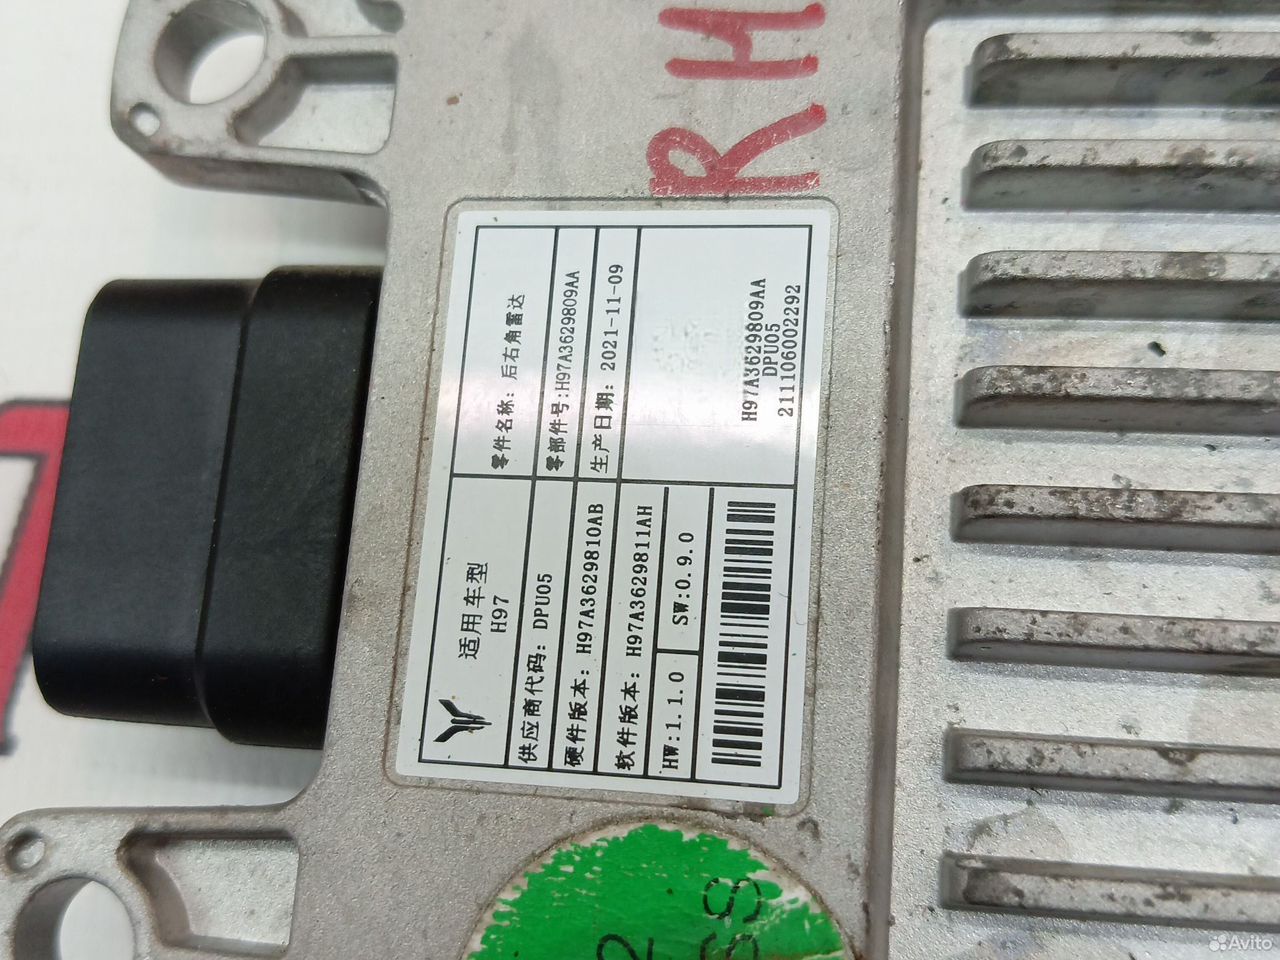 RH
适用车型
H97
零件名称: 后右角雷达
供应商代码: DPU05
零部件号:H97A3629809AA
硬件版本: H97A3629810AB
生产日期: 2021-11-09
软件版本: H97A3629811AH
HW:1.1.0
SW:0.9.0
H97A3629809AA
DPU05
211106002292
Avito